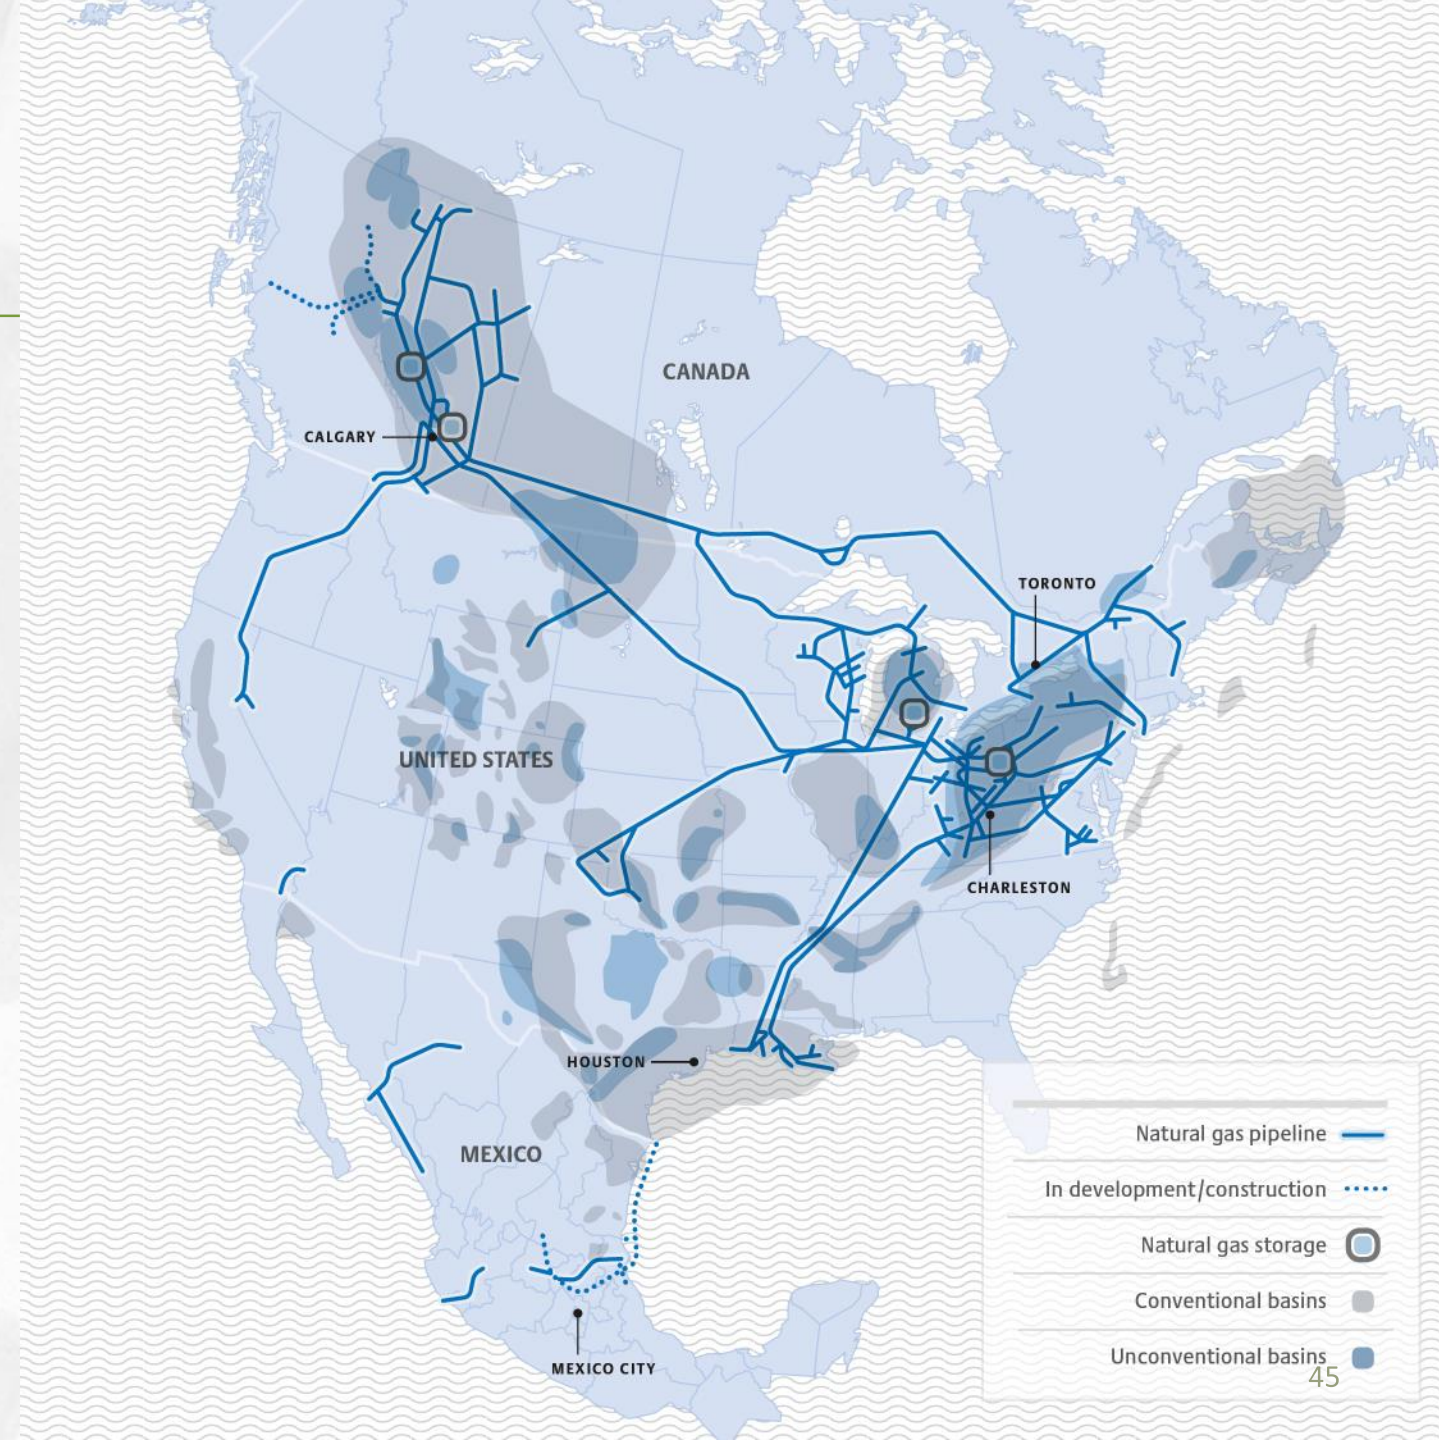 CANADA
CALGARY
TORONTO
UNITED STATES
CHARLESTON
HOUSTON
MEXICO
MEXICO CITY
Natural gas pipeline
In development/construction
Natural gas storage
Conventional basins
Unconventional basins
45